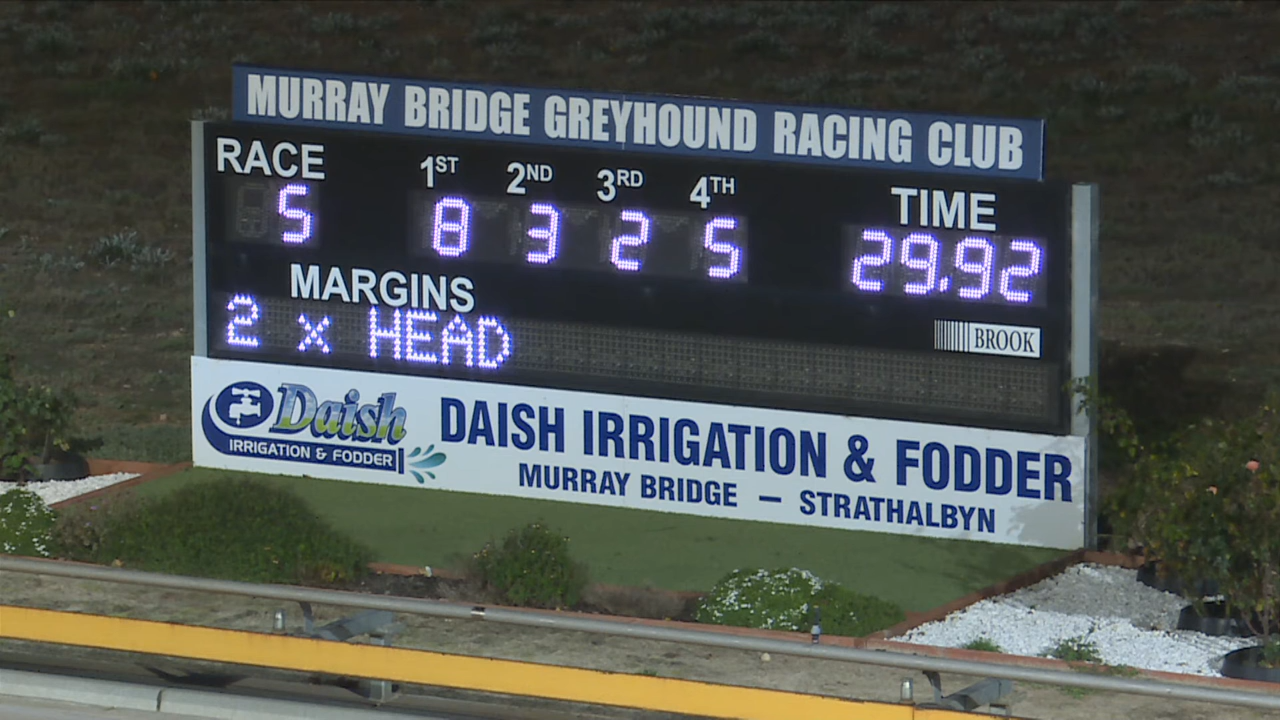 MURRAY BRIDGE GREYHOUND RACING CLUB
RACE 1ST 2ND 3RD 4TH TIME
5 8 3 2 5 29.92
MARGINS
2 x HEAD
BROOK
Daish
IRRIGATION & FODDER
DAISH IRRIGATION & FODDER
MURRAY BRIDGE – STRATHALBYN